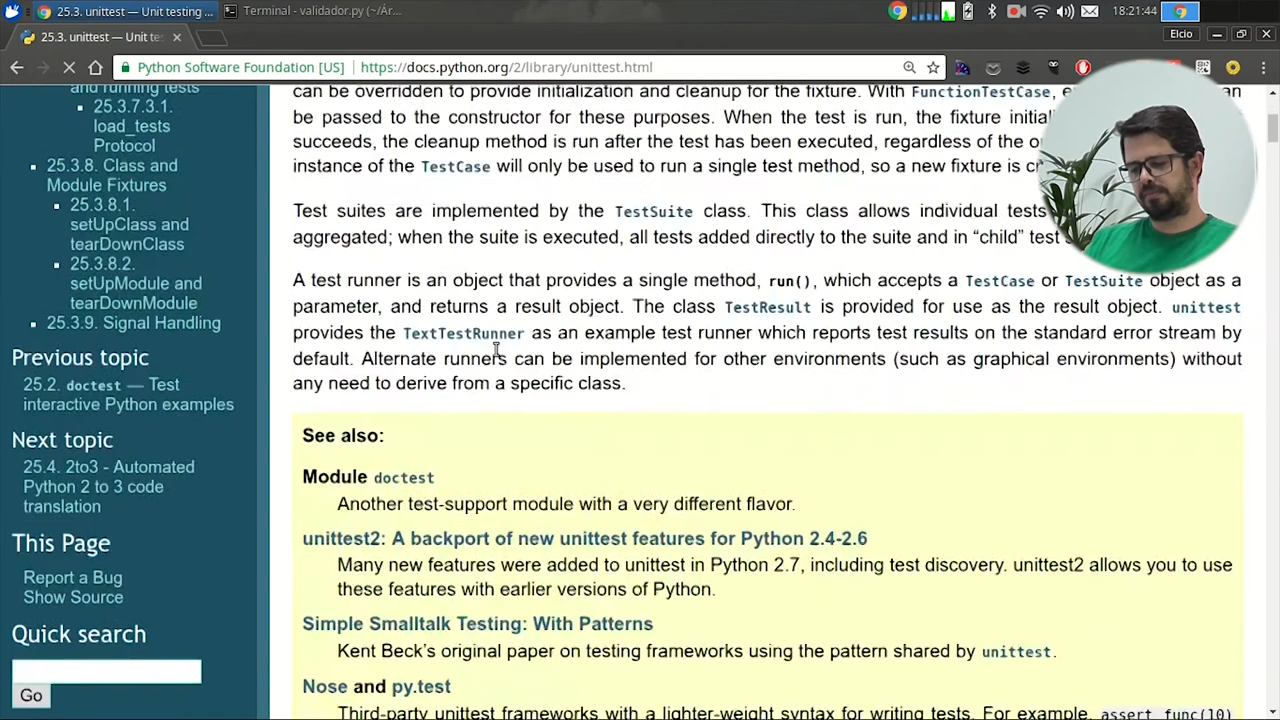 25.3. unittest — Unit testing ...
Terminal - validador.py (~/Ár...
18:21:44
25.3. unittest — Unit te
Elcio
Python Software Foundation [US]
https://docs.python.org/2/library/unittest.html
and running tests
25.3.7.3.1.
load_tests
Protocol
25.3.8. Class and
Module Fixtures
25.3.8.1.
setUpClass and
tearDownClass
25.3.8.2.
setUpModule and
tearDownModule
25.3.9. Signal Handling
Previous topic
25.2. doctest — Test
interactive Python examples
Next topic
25.4. 2to3 - Automated
Python 2 to 3 code
translation
This Page
Report a Bug
Show Source
Quick search
Go
can be overridden to provide initialization and cleanup for the fixture. With FunctionTestCase, an
be passed to the constructor for these purposes. When the test is run, the fixture initial
succeeds, the cleanup method is run after the test has been executed, regardless of the o
instance of the TestCase will only be used to run a single test method, so a new fixture is cr
Test suites are implemented by the TestSuite class. This class allows individual tests
aggregated; when the suite is executed, all tests added directly to the suite and in “child” test s
A test runner is an object that provides a single method, run(), which accepts a TestCase or TestSuite object as a
parameter, and returns a result object. The class TestResult is provided for use as the result object. unittest
provides the TextTestRunner as an example test runner which reports test results on the standard error stream by
default. Alternate runners can be implemented for other environments (such as graphical environments) without
any need to derive from a specific class.
See also:
Module doctest
Another test-support module with a very different flavor.
unittest2: A backport of new unittest features for Python 2.4-2.6
Many new features were added to unittest in Python 2.7, including test discovery. unittest2 allows you to use
these features with earlier versions of Python.
Simple Smalltalk Testing: With Patterns
Kent Beck’s original paper on testing frameworks using the pattern shared by unittest.
Nose and py.test
Third-party unittest frameworks with a lighter-weight syntax for writing tests. For example, assert func(10)